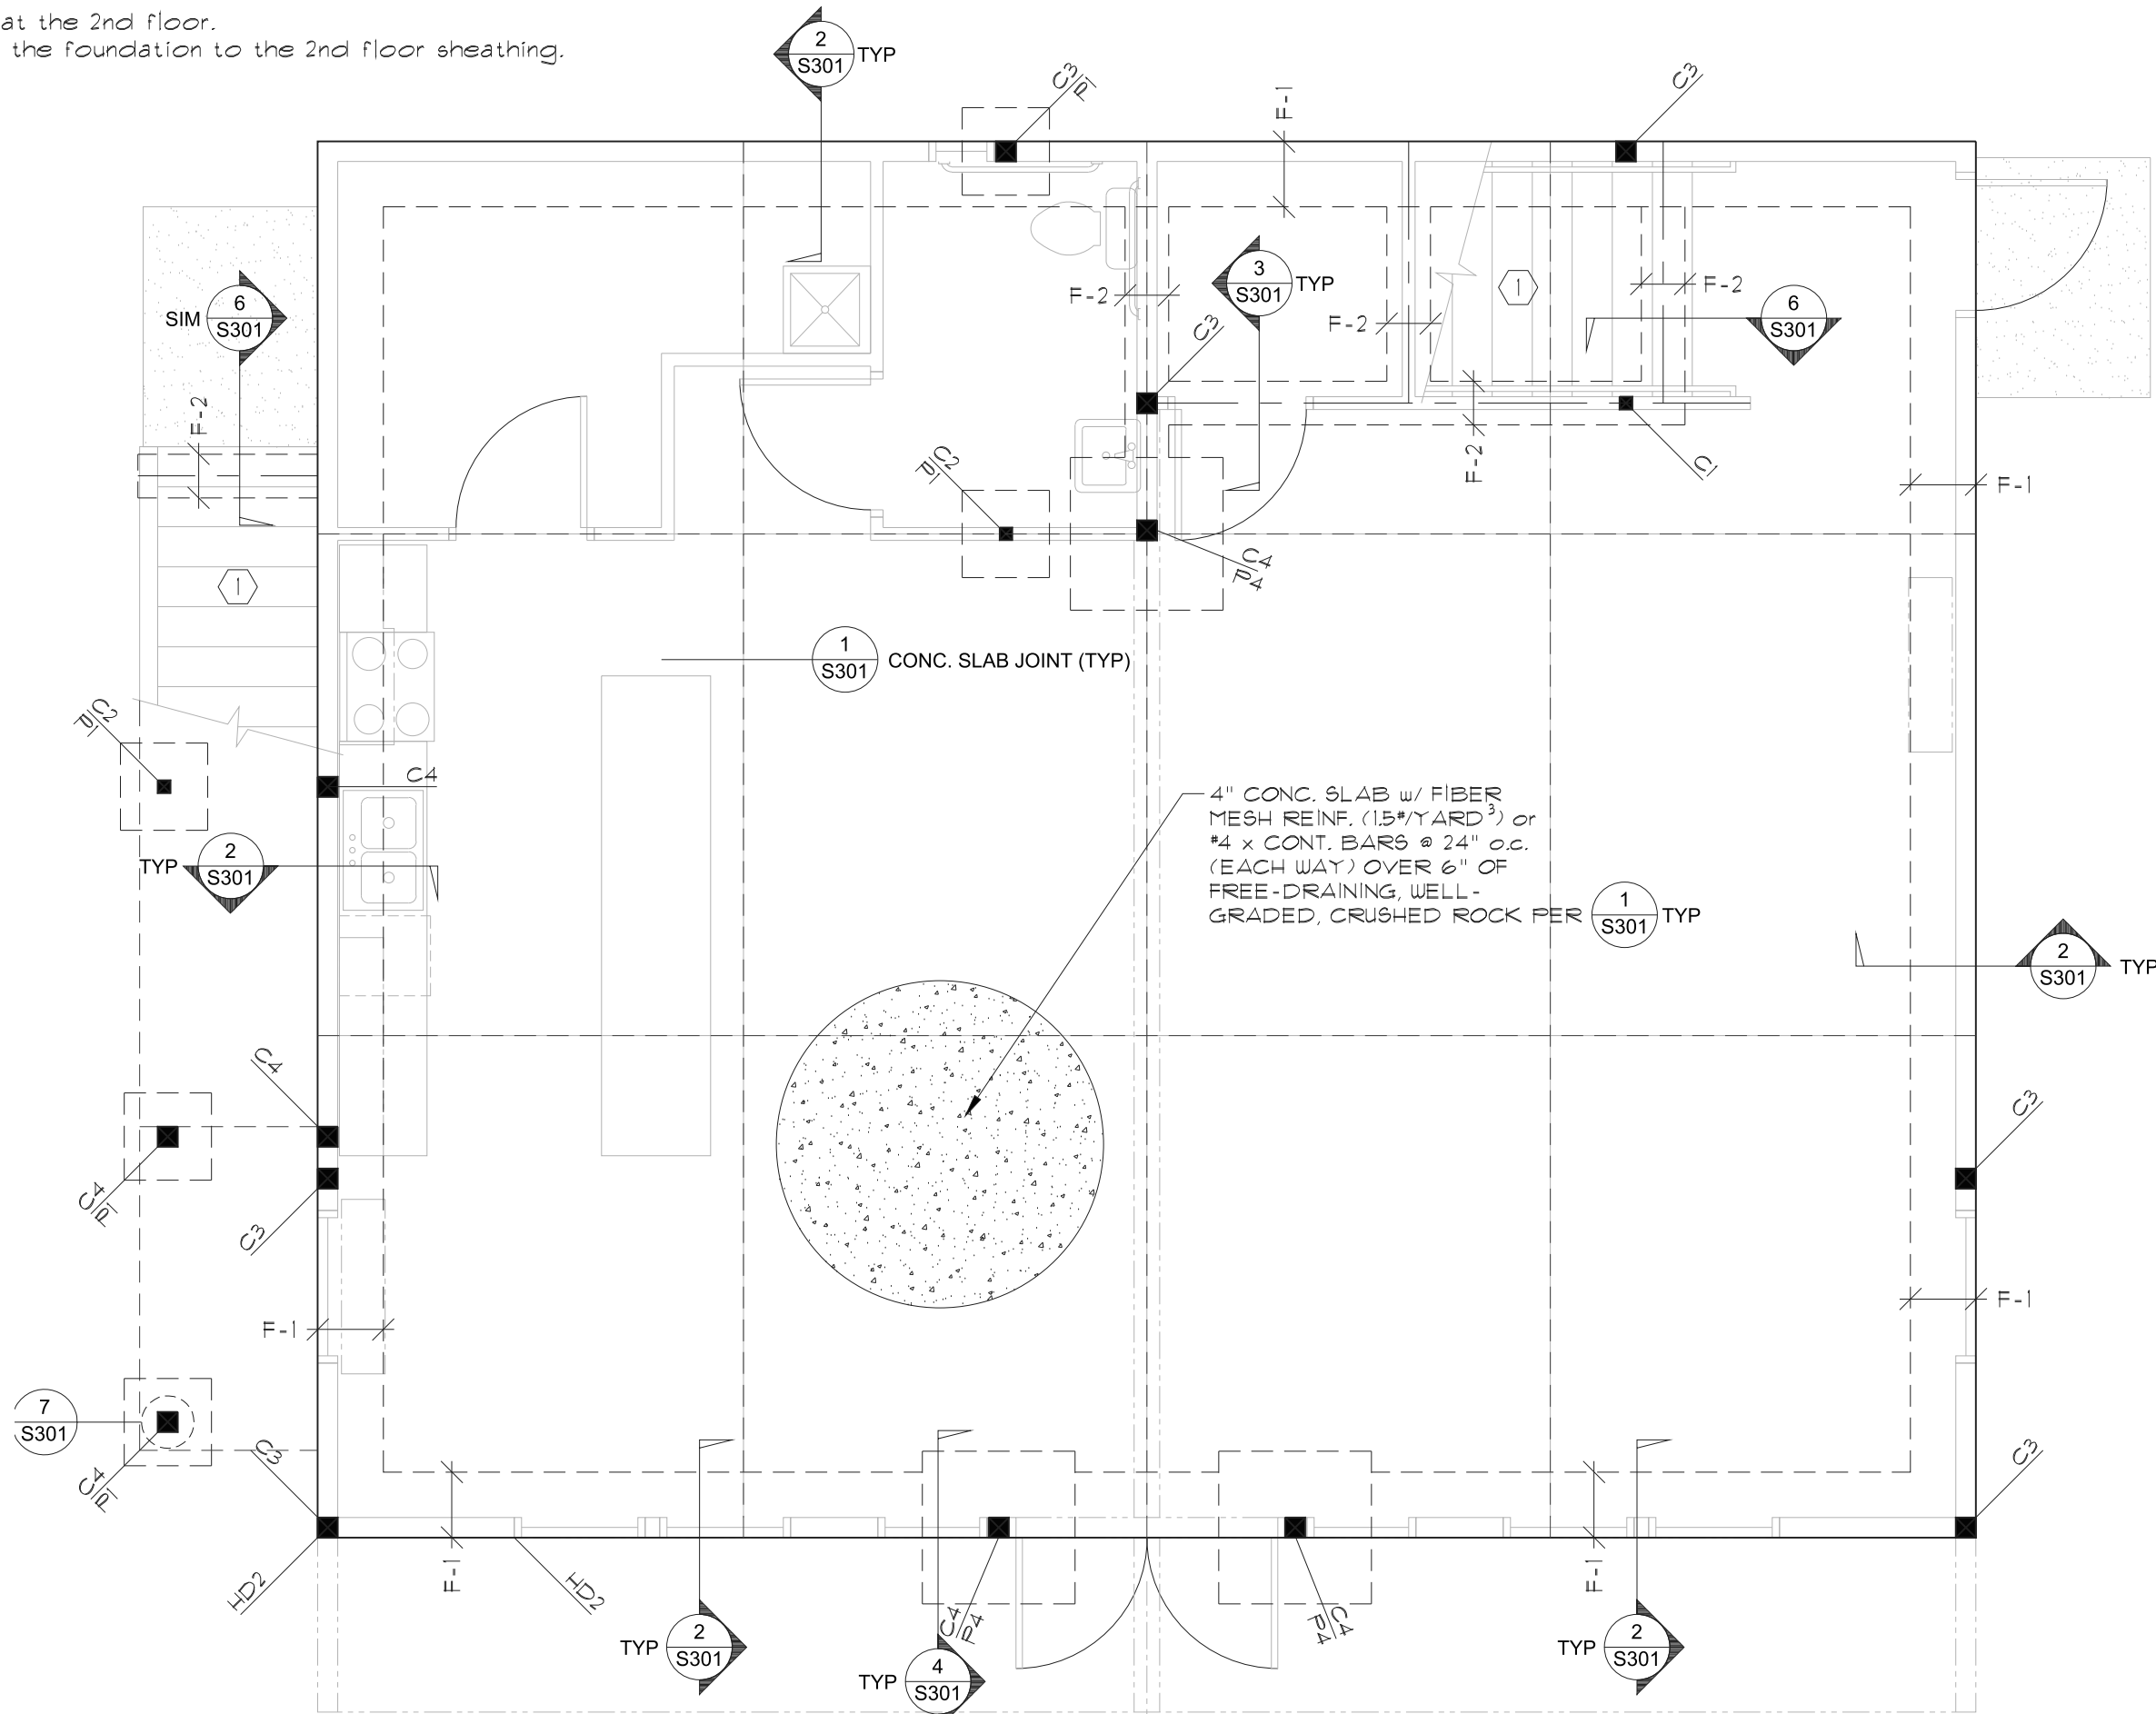 at the 2nd floor.
the foundation to the 2nd floor sheathing.
2
S301
TYP
C3
P1
F-1
C3
6
S301
SIM
F-2
3
S301
TYP
F-2
F-2
1
6
S301
C3
F-2
C2
P1
F-2
C1
F-1
C4
P4
1
1
S301
CONC. SLAB JOINT (TYP)
C2
P1
C4
4" CONC. SLAB w/ FIBER
MESH REINF. (1.5#/YARD3) or
#4 x CONT. BARS @ 24" o.c.
(EACH WAY) OVER 6" OF
FREE-DRAINING, WELL-
GRADED, CRUSHED ROCK PER
1
S301
TYP
TYP
2
S301
2
S301
TYP
C4
C3
C4
P1
C3
F-1
F-1
7
S301
C3
C4
P1
C3
HD2
F-1
HD2
TYP
2
S301
C4
P4
TYP
4
S301
C4
P4
F-1
TYP
2
S301